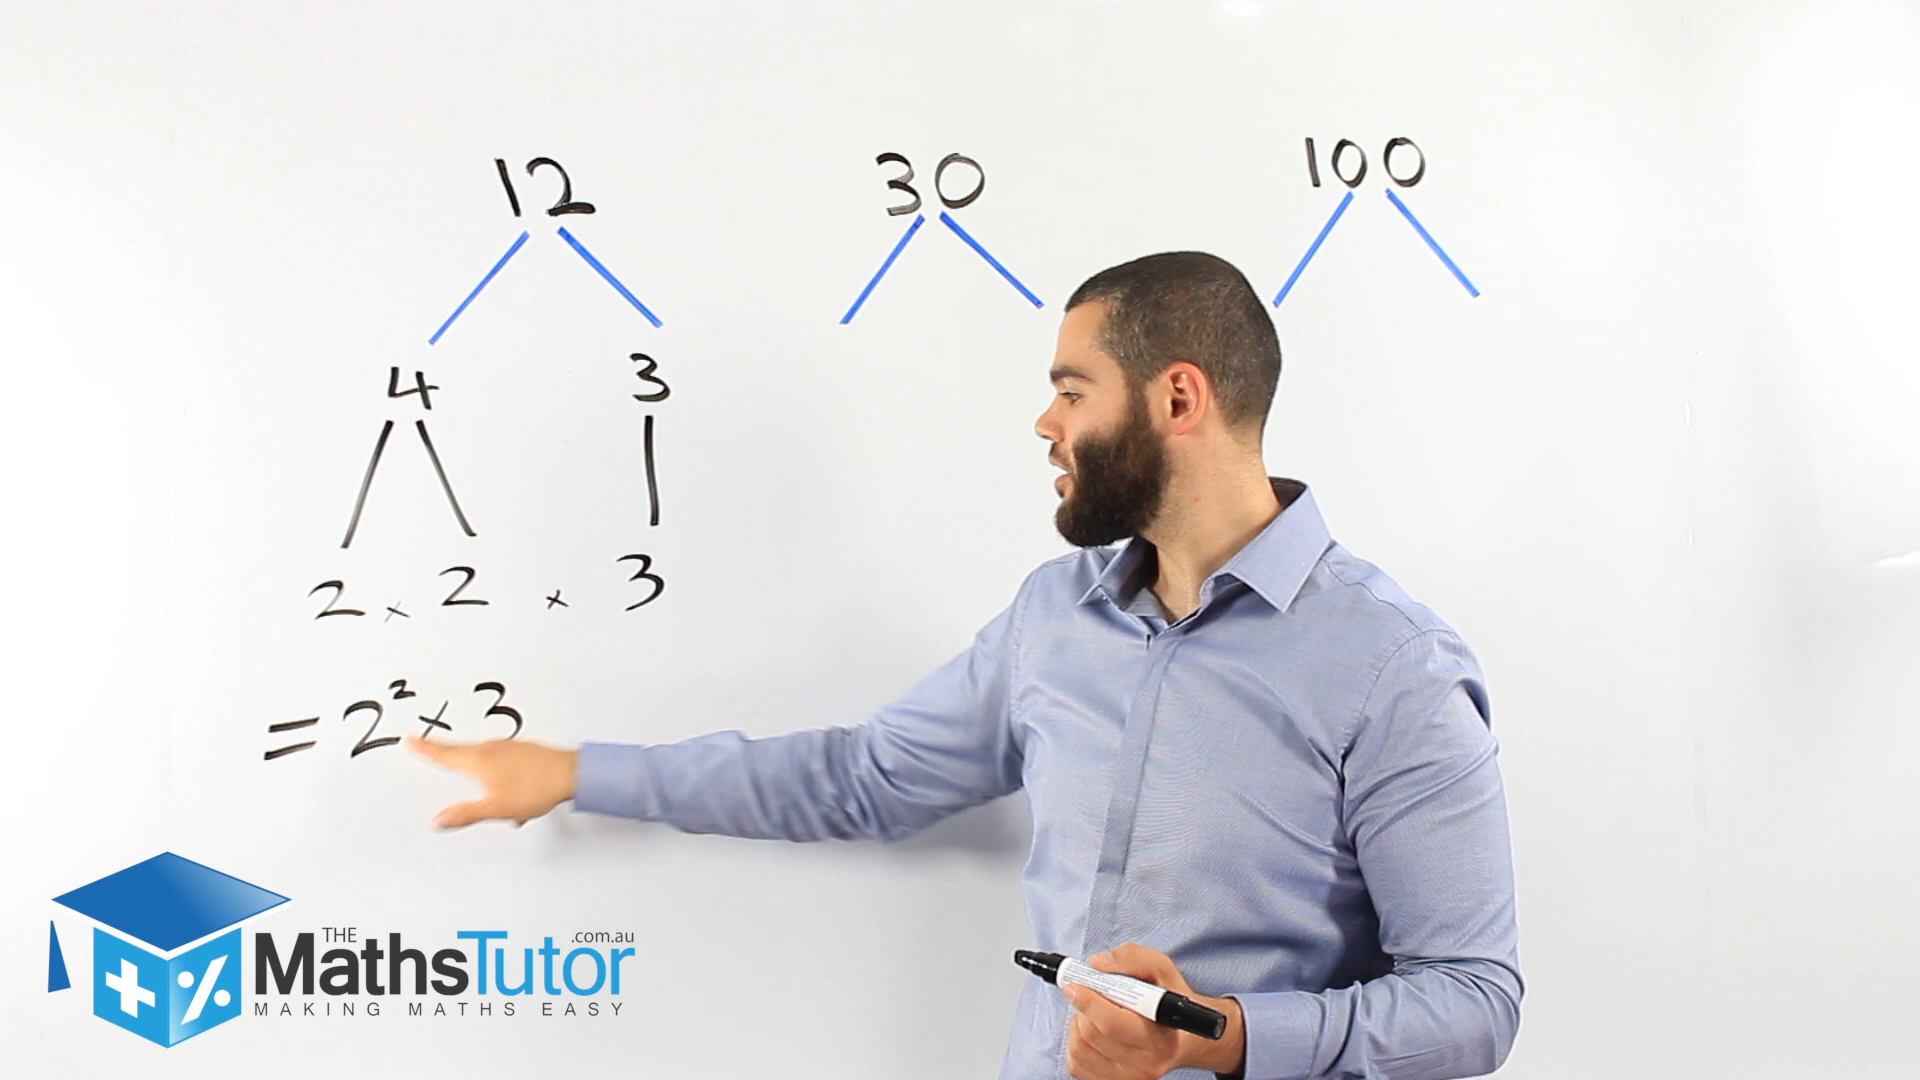 12 30 100
4 3
2 × 2 × 3
= 2² × 3
THE
MathsTutor.com.au
MAKING MATHS EASY